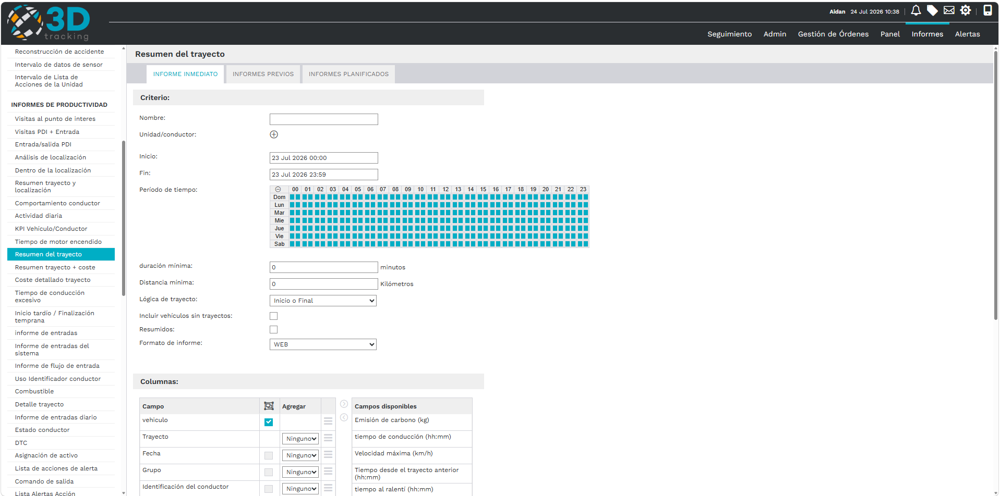 3D
tracking
Aidan 24 Jul 2026 10:38
Seguimiento Admin Gestión de Órdenes Panel Informes Alertas
Reconstrucción de accidente
Intervalo de datos de sensor
Intervalo de Lista de
Acciones de la Unidad
INFORMES DE PRODUCTIVIDAD
Visitas al punto de interes
Visitas PDI + Entrada
Entrada/salida PDI
Análisis de localización
Dentro de la localización
Resumen trayecto y
localización
Comportamiento conductor
Actividad diaria
KPI Vehículo/Conductor
Tiempo de motor encendido
Resumen del trayecto
Resumen trayecto + coste
Coste detallado trayecto
Tiempo de conducción
excesivo
Inicio tardío / Finalización
temprana
informe de entradas
Informe de entradas del
sistema
Informe de flujo de entrada
Uso Identificador conductor
Combustible
Detalle trayecto
Informe de entradas diario
Estado conductor
DTC
Asignación de activo
Lista de acciones de alerta
Comando de salida
Lista Alertas Acción
Resumen del trayecto
INFORME INMEDIATO INFORMES PREVIOS INFORMES PLANIFICADOS
Criterio:
Nombre:
Unidad/conductor:
Inicio: 23 Jul 2026 00:00
Fin: 23 Jul 2026 23:59
Período de tiempo: 00 01 02 03 04 05 06 07 08 09 10 11 12 13 14 15 16 17 18 19 20 21 22 23
Dom
Lun
Mar
Mie
Jue
Vie
Sab
duración mínima: 0 minutos
Distancia mínima: 0 Kilómetros
Lógica de trayecto: Inicio o Final
Incluir vehículos sin trayectos:
Resumidos:
Formato de informe: WEB
Columnas:
Campo Agregar
vehiculo
Trayecto Ninguno
Fecha Ninguno
Grupo Ninguno
Identificación del conductor Ninguno
Campos disponibles
Emisión de carbono (kg)
tiempo de conducción (hh:mm)
Velocidad máxima (km/h)
Tiempo desde el trayecto anterior
(hh:mm)
tiempo al ralentí (hh:mm)